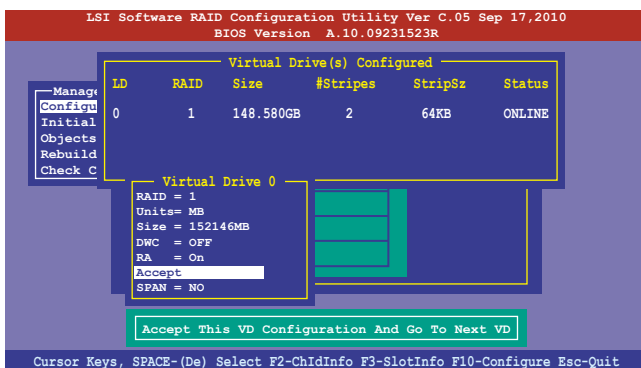 LSI Software RAID Configuration Utility Ver C.05 Sep 17,2010
BIOS Version A.10.09231523R
Virtual Drive(s) Configured
LD RAID Size #Stripes StripSz Status
0 1 148.580GB 2 64KB ONLINE
Manage
Configu
Initial
Objects
Rebuild
Check C
Virtual Drive 0
RAID = 1
Units= MB
Size = 152146MB
DWC = OFF
RA = On
Accept
SPAN = NO
Accept This VD Configuration And Go To Next VD
Cursor Keys, SPACE-(De) Select F2-ChIdInfo F3-SlotInfo F10-Configure Esc-Quit